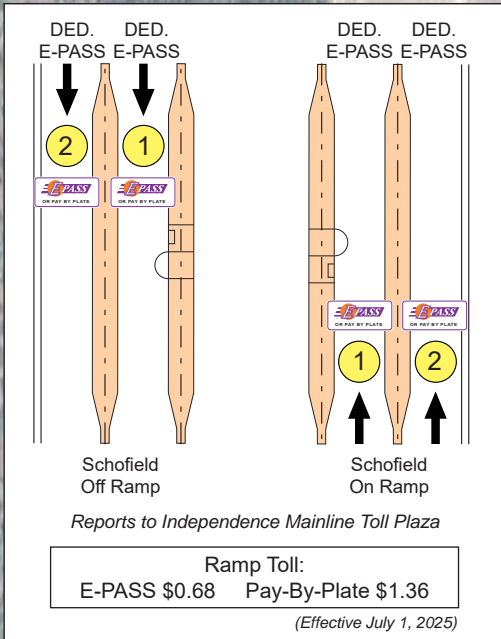 DED. DED.
E-PASS E-PASS
2 1
E PASS E PASS
OR PAY BY PLATE OR PAY BY PLATE
Schofield
Off Ramp
DED. DED.
E-PASS E-PASS
E PASS E PASS
OR PAY BY PLATE OR PAY BY PLATE
1 2
Schofield
On Ramp
Reports to Independence Mainline Toll Plaza
Ramp Toll:
E-PASS $0.68 Pay-By-Plate $1.36
(Effective July 1, 2025)